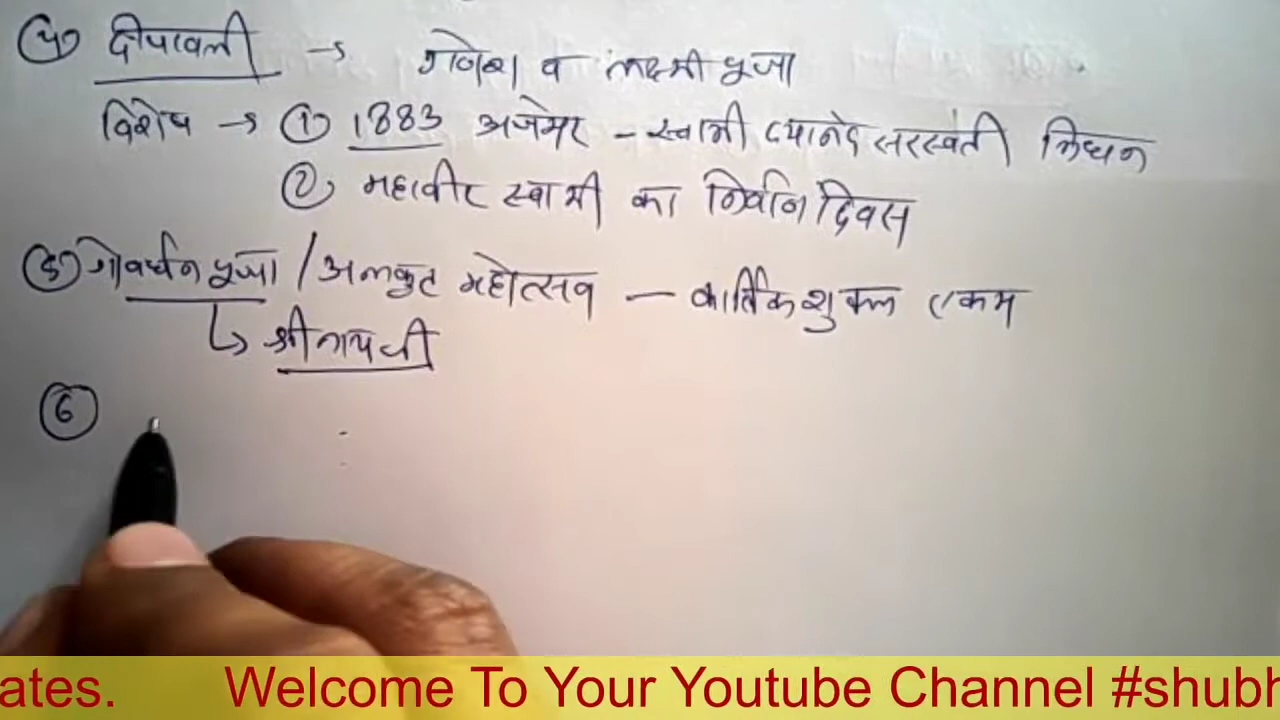 ④ दीपावली → गणेश व लक्ष्मी पूजा
विशेष → ① 1883 अजमेर - स्वामी दयानंद सरस्वती निधन
② महावीर स्वामी का निर्वाण दिवस
⑤ गोवर्धन पूजा / अन्नकुट महोत्सव — कार्तिक शुक्ल एकम
↳ श्रीनाथजी
⑥
ates. Welcome To Your Youtube Channel #shubh